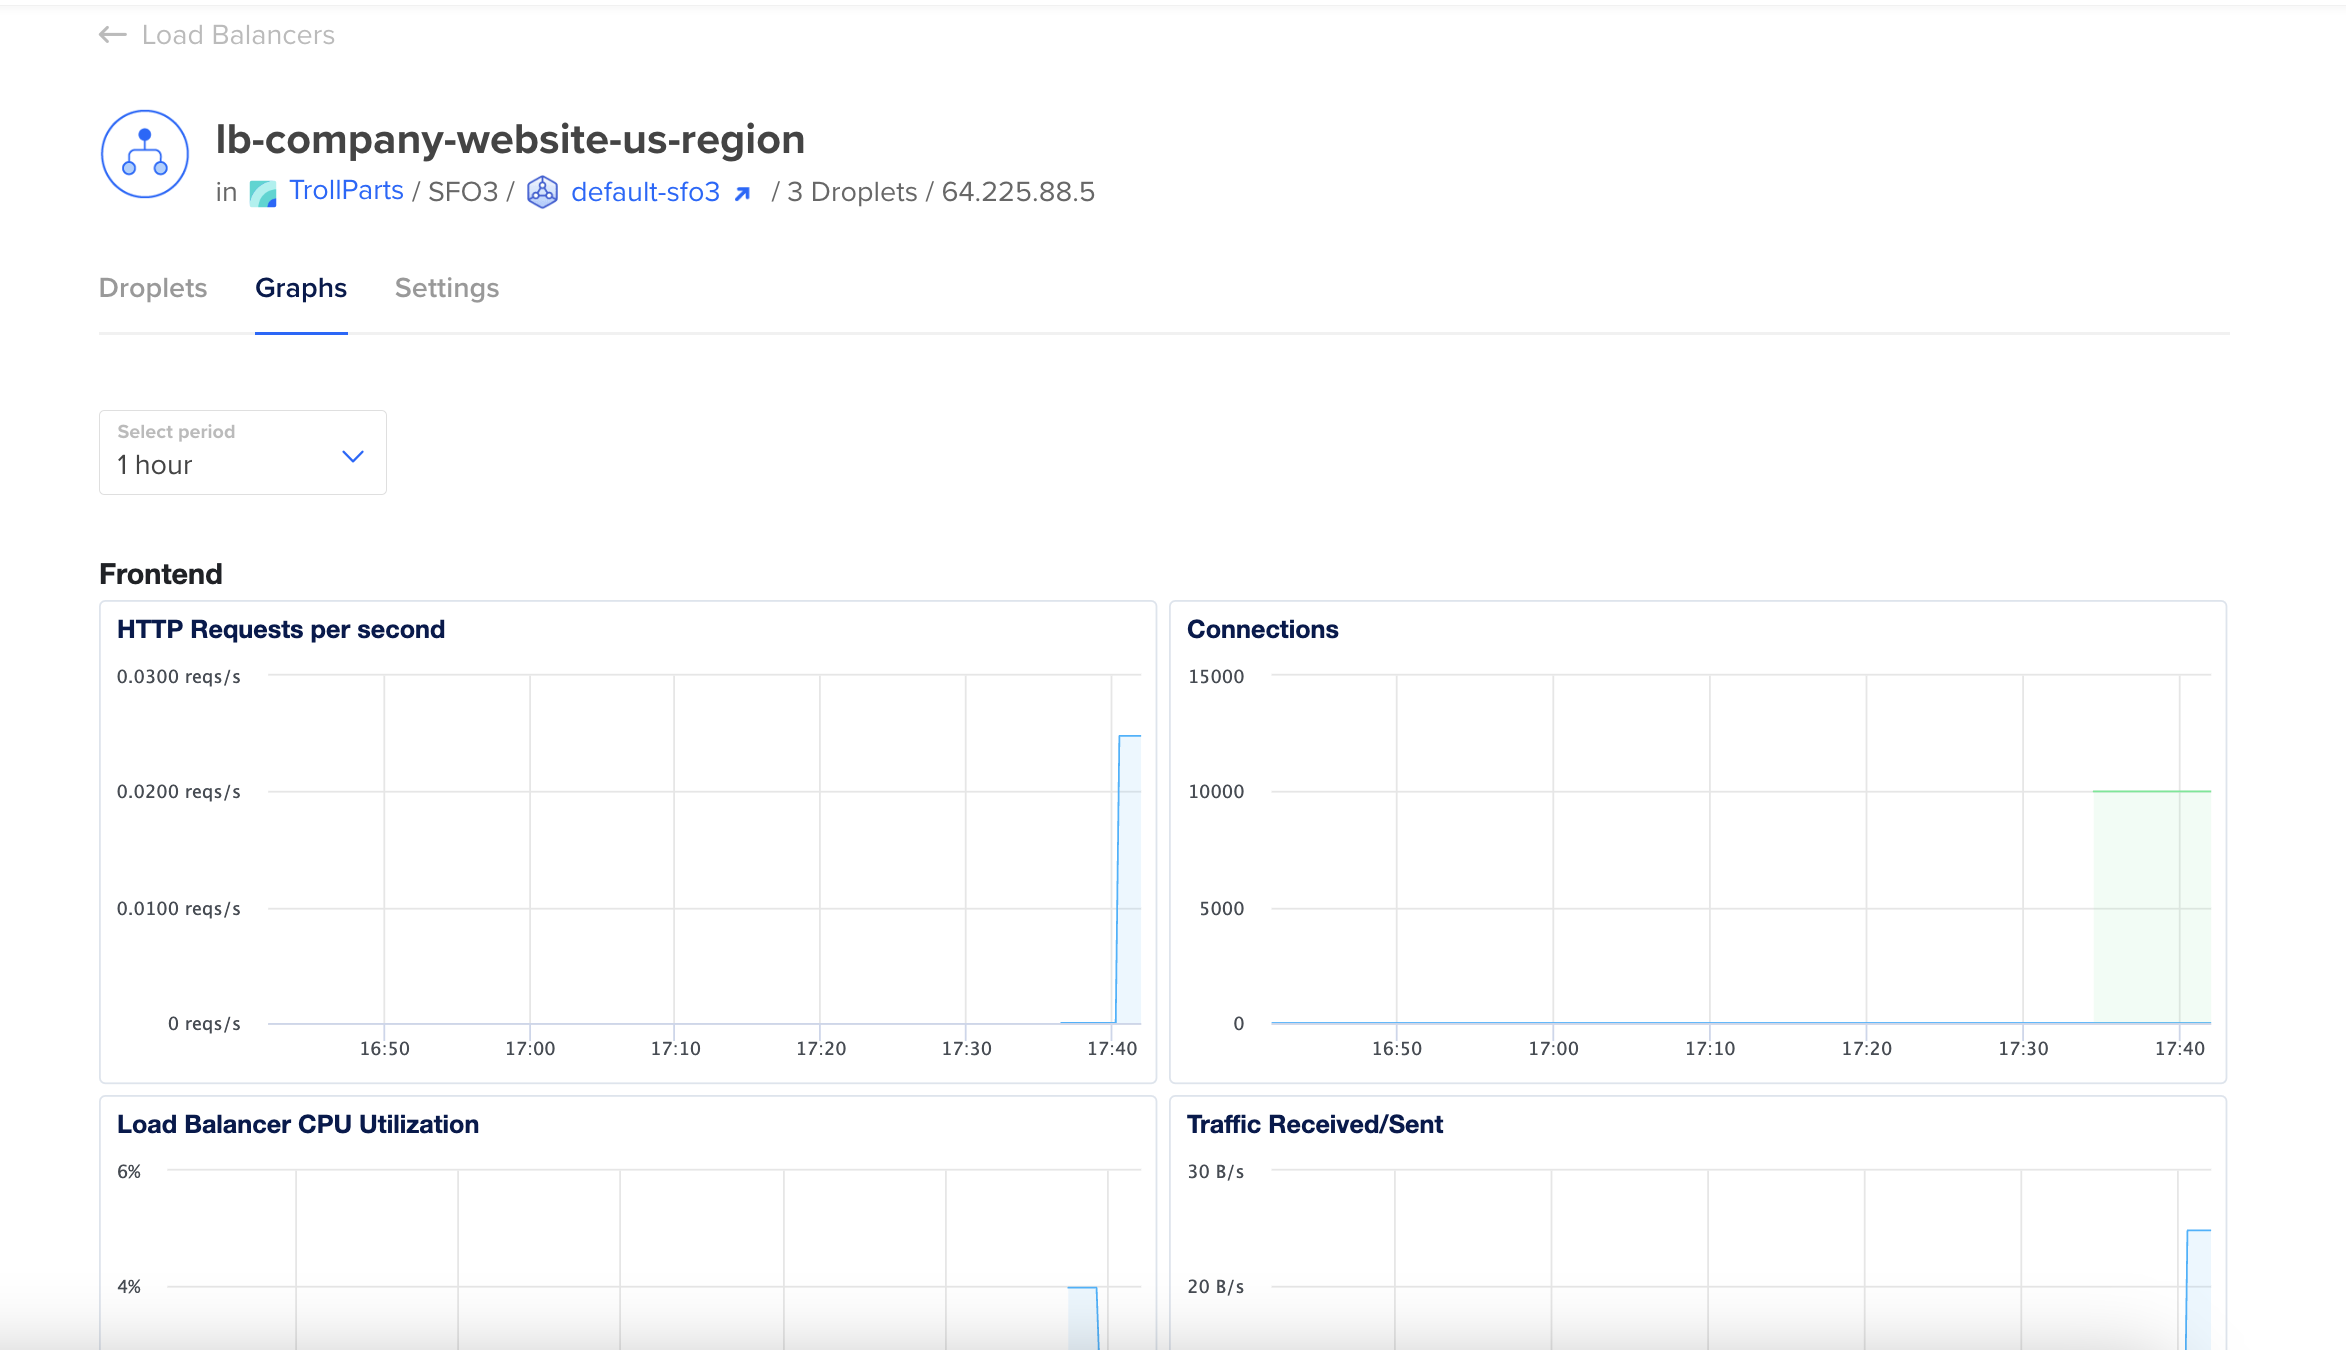 ← Load Balancers
lb-company-website-us-region
in TrollParts / SFO3 / default-sfo3 / 3 Droplets / 64.225.88.5
Droplets Graphs Settings
Select period
1 hour
Frontend
HTTP Requests per second
0.0300 reqs/s
0.0200 reqs/s
0.0100 reqs/s
0 reqs/s
16:50 17:00 17:10 17:20 17:30 17:40
Connections
15000
10000
5000
0
16:50 17:00 17:10 17:20 17:30 17:40
Load Balancer CPU Utilization
6%
4%
Traffic Received/Sent
30 B/s
20 B/s